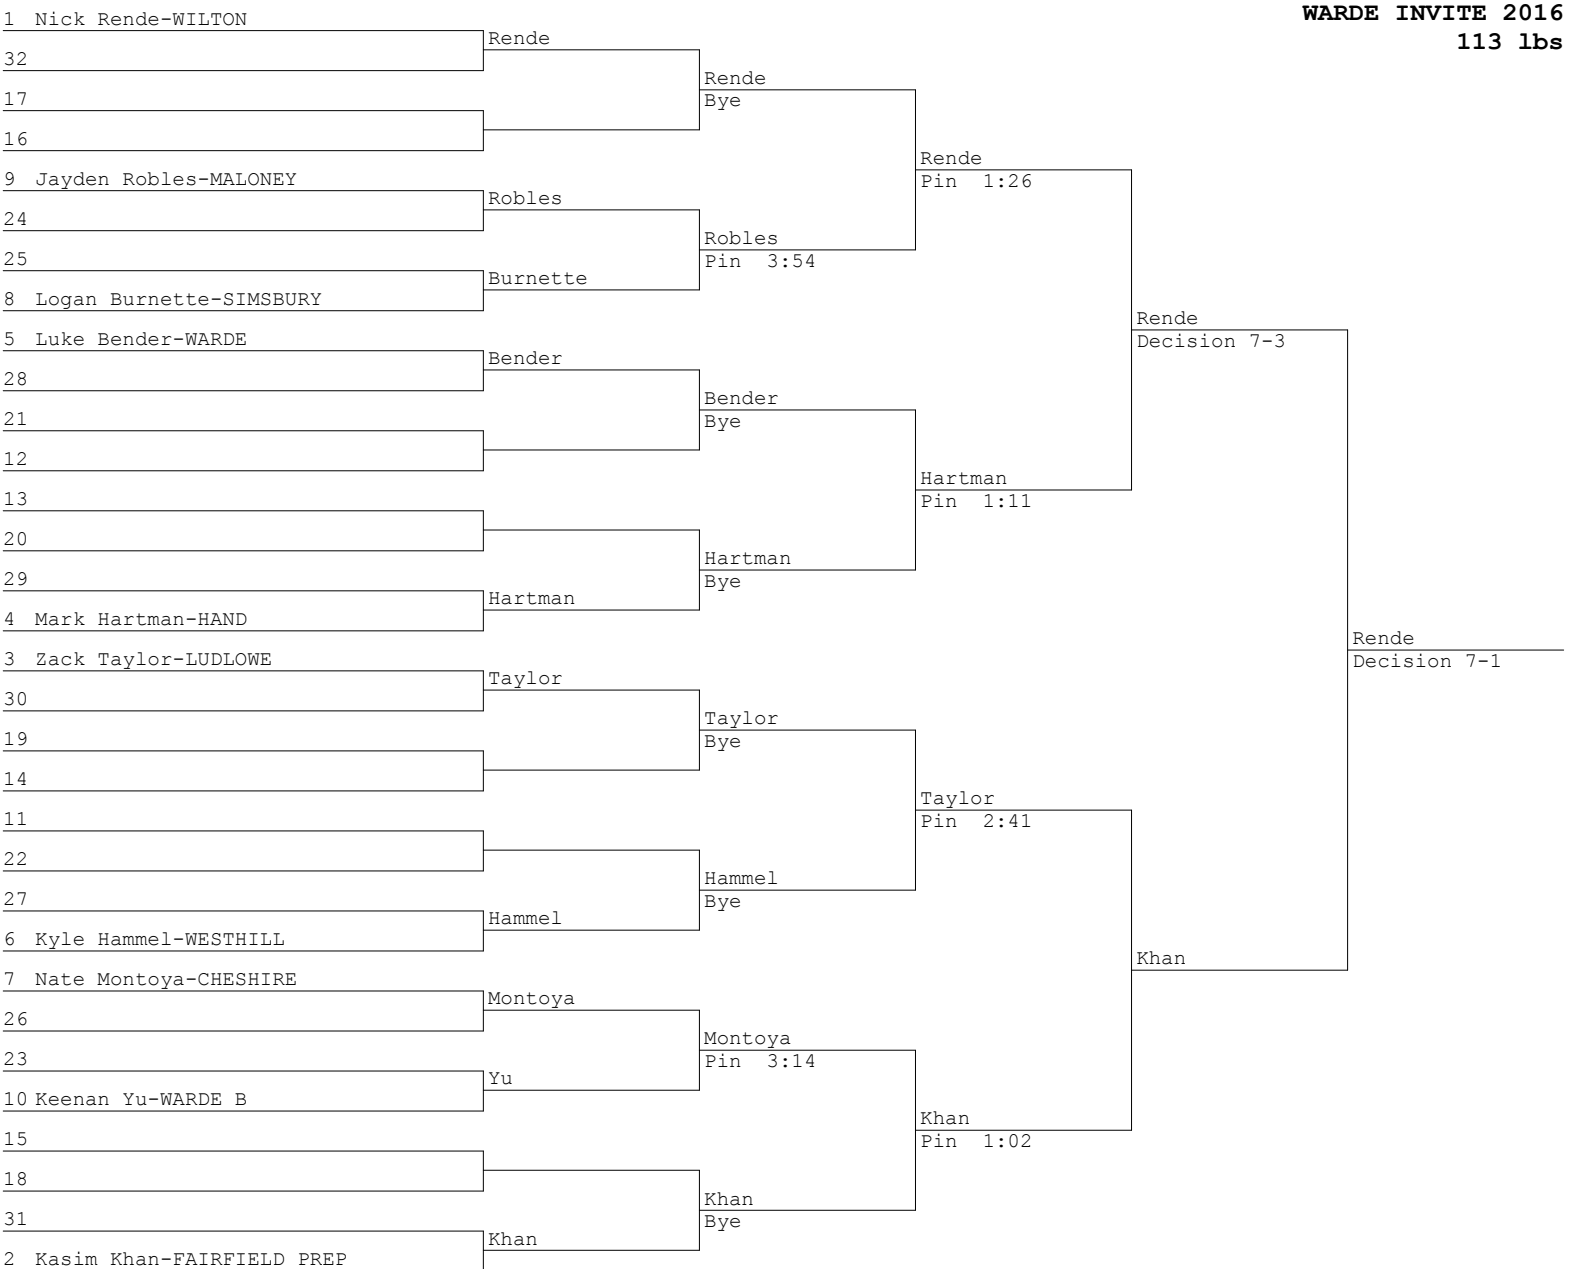 WARDE INVITE 2016
113 lbs
1 Nick Rende-WILTON
Rende
32
Rende
Bye
17
16
Rende
Pin 1:26
9 Jayden Robles-MALONEY
Robles
24
Robles
Pin 3:54
25
Burnette
8 Logan Burnette-SIMSBURY
Rende
Decision 7-3
5 Luke Bender-WARDE
Bender
28
Bender
Bye
21
12
Hartman
Pin 1:11
13
20
Hartman
Bye
29
Hartman
4 Mark Hartman-HAND
Rende
Decision 7-1
3 Zack Taylor-LUDLOWE
Taylor
30
Taylor
Bye
19
14
Taylor
Pin 2:41
11
22
Hammel
Bye
27
Hammel
6 Kyle Hammel-WESTHILL
Khan
7 Nate Montoya-CHESHIRE
Montoya
26
Montoya
Pin 3:14
23
Yu
10 Keenan Yu-WARDE B
Khan
Pin 1:02
15
18
Khan
Bye
31
Khan
2 Kasim Khan-FAIRFIELD PREP